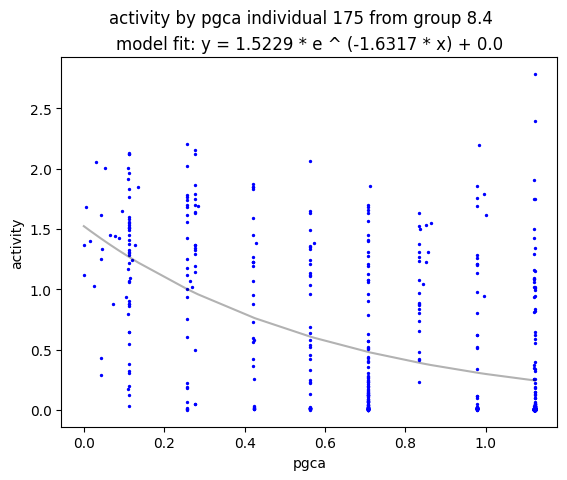 activity by pgca individual 175 from group 8.4
model fit: y = 1.5229 * e ^ (-1.6317 * x) + 0.0
2.5
2.0
1.5
1.0
0.5
0.0
activity
0.0 0.2 0.4 0.6 0.8 1.0
pgca